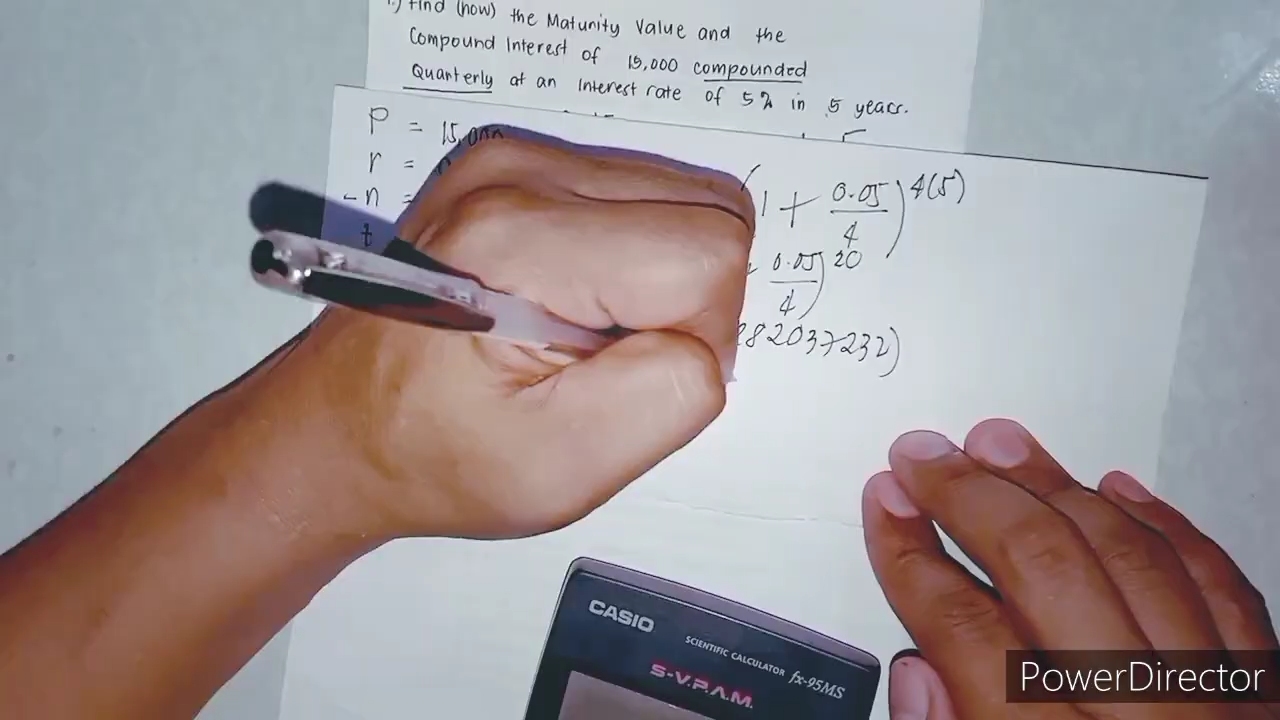 1.) Find (how) the Maturity Value and the
Compound Interest of 15,000 compounded
Quarterly at an Interest rate of 5% in 5 years.
P = 15,000
r =
- n =
t
( 1 + 0.05/4 ) 4(5)
0.05/4 ) 20
82037232)
CASIO
SCIENTIFIC CALCULATOR fx-95MS
S-V.P.A.M.
PowerDirector